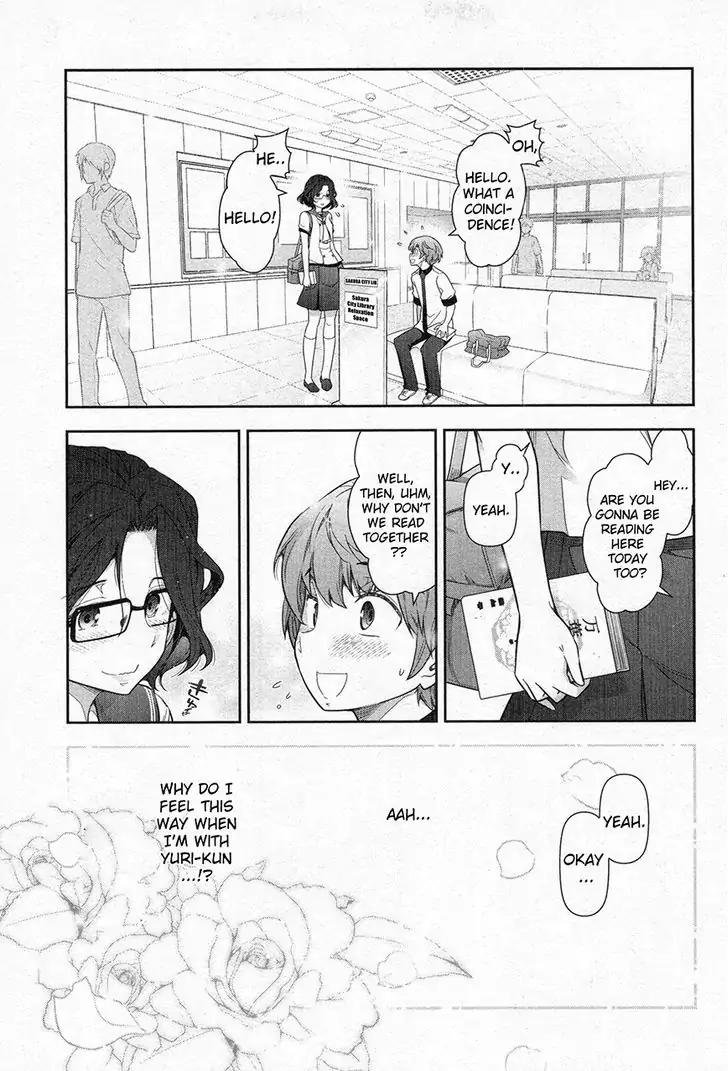 OH,
HELLO.
WHAT A
COINCI-
DENCE!
HE..
HELLO!
SAKURA CITY LIB
Sakura
City Library
Relaxation
Space
HEY...
ARE YOU
GONNA BE
READING
HERE
TODAY
TOO?
Y..
YEAH.
万
WELL,
THEN, UHM,
WHY DON'T
WE READ
TOGETHER
??
YEAH.
OKAY
...
AAH...
WHY DO I
FEEL THIS
WAY WHEN
I'M WITH
YURI-KUN
...!?